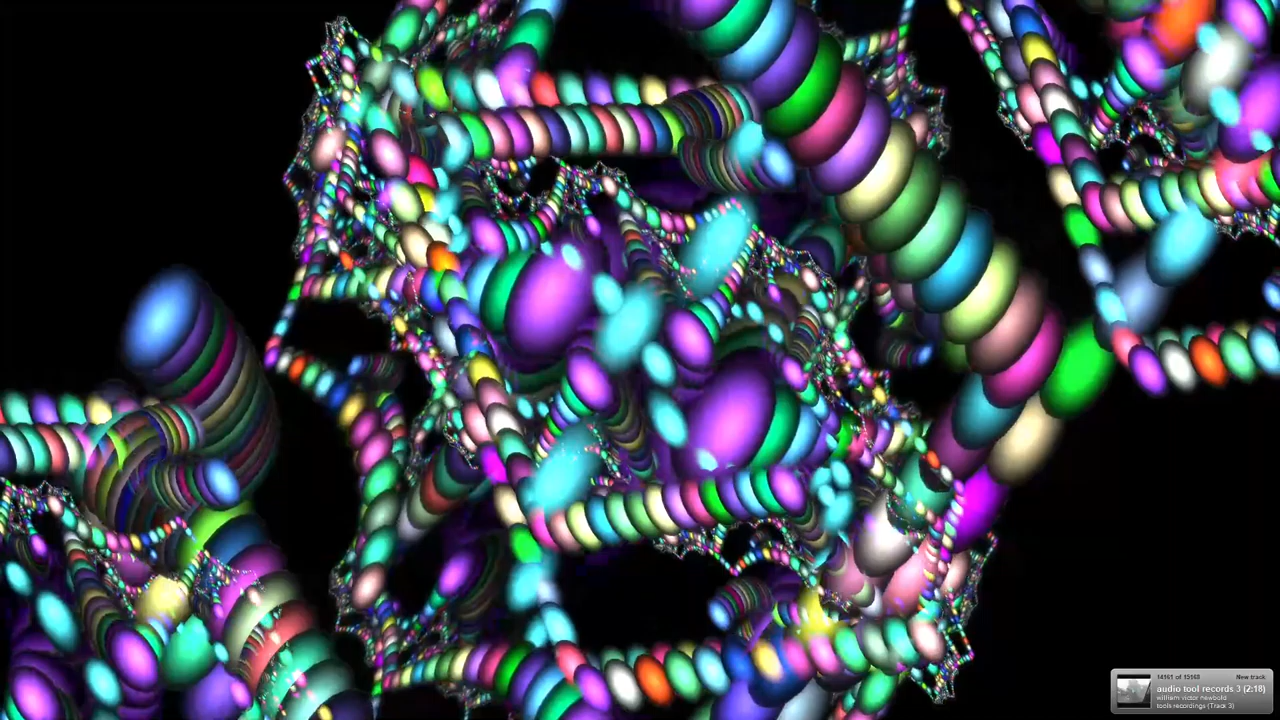 14161 of 15168 New track
audio tool records 3 (2:18)
william victor newbold
tools recordings (Track 3)